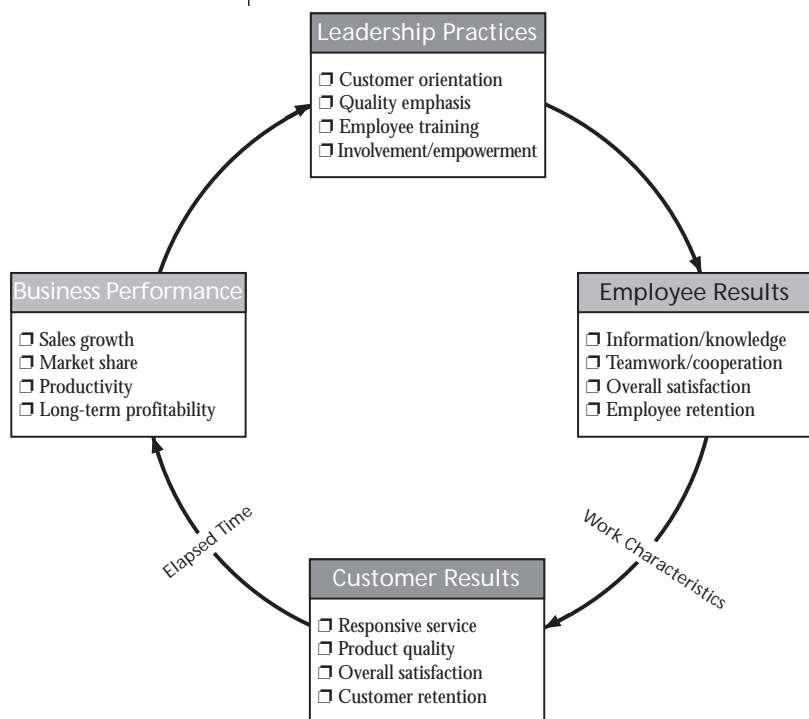 Leadership Practices
❒ Customer orientation
❒ Quality emphasis
❒ Employee training
❒ Involvement/empowerment
Business Performance
❒ Sales growth
❒ Market share
❒ Productivity
❒ Long-term profitability
Employee Results
❒ Information/knowledge
❒ Teamwork/cooperation
❒ Overall satisfaction
❒ Employee retention
Elapsed Time
Work Characteristics
Customer Results
❒ Responsive service
❒ Product quality
❒ Overall satisfaction
❒ Customer retention